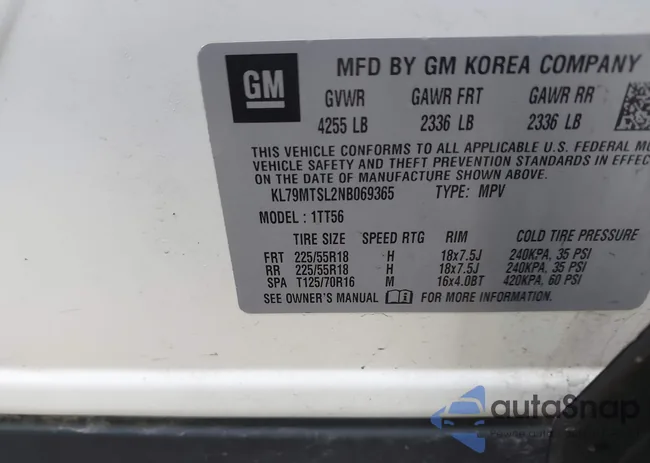 GM MFD BY GM KOREA COMPANY
GVWR GAWR FRT GAWR RR
4255 LB 2336 LB 2336 LB
THIS VEHICLE CONFORMS TO ALL APPLICABLE U.S. FEDERAL
VEHICLE SAFETY AND THEFT PREVENTION STANDARDS IN EFFEC
ON THE DATE OF MANUFACTURE SHOWN ABOVE.
KL79MTSL2NB069365 TYPE: MPV
MODEL : 1TT56
TIRE SIZE SPEED RTG RIM COLD TIRE PRESSURE
FRT 225/55R18 H 18x7.5J 240KPA, 35 PSI
RR 225/55R18 H 18x7.5J 240KPA, 35 PSI
SPA T125/70R16 M 16x4.0BT 420KPA, 60 PSI
SEE OWNER'S MANUAL FOR MORE INFORMATION.
autoSnap